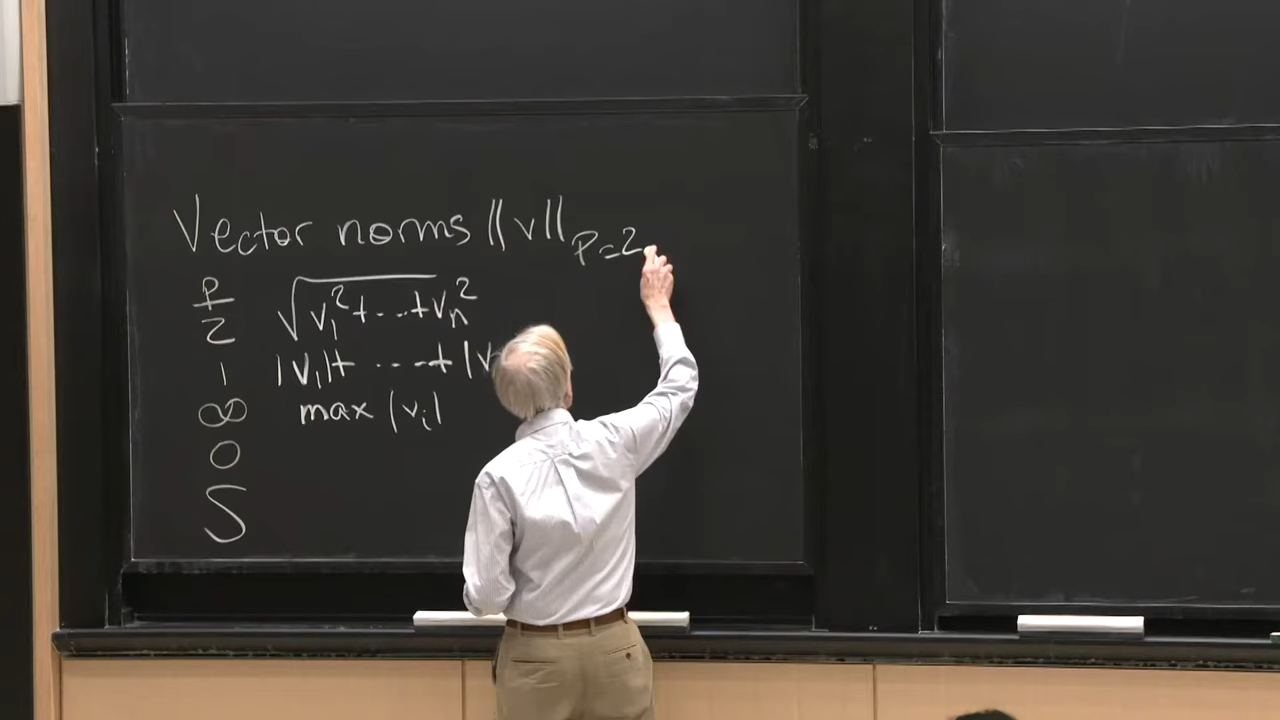 Vector norms ||v||p=2
p
2 √v₁²+...+vₙ²
1 |v₁|+ ....+ |v
∞ max |vᵢ|
0
S